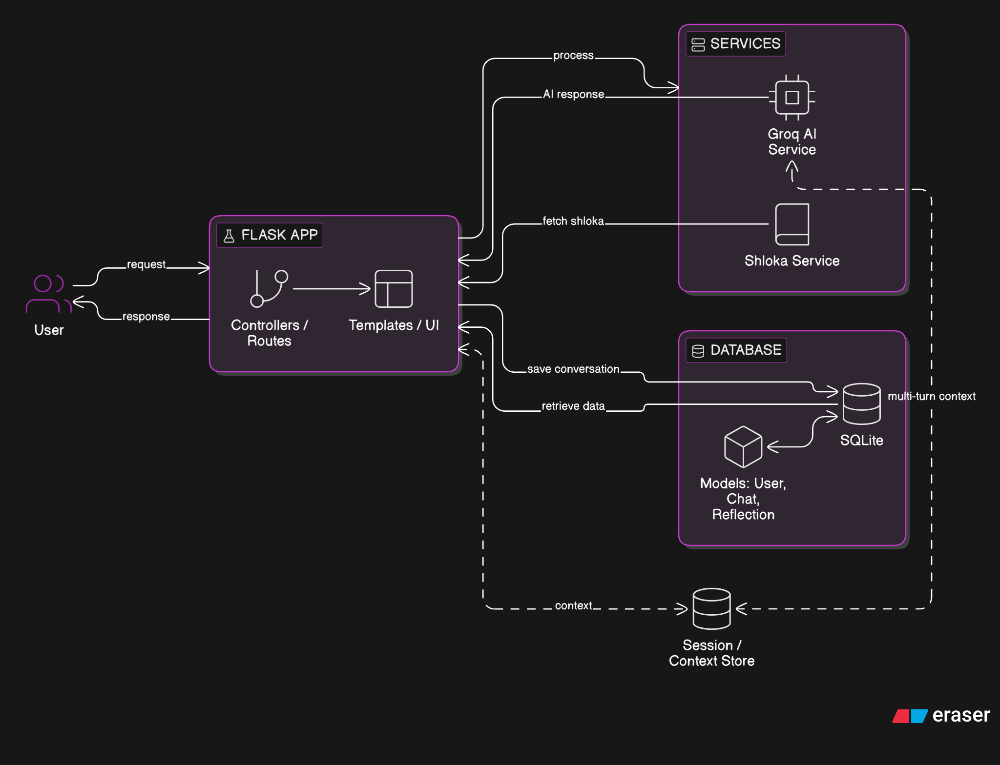 SERVICES
process
AI response
Groq AI
Service
fetch shloka
Shloka Service
FLASK APP
request
response
User
Controllers /
Routes
Templates / UI
DATABASE
save conversation
retrieve data
multi-turn context
SQLite
Models: User,
Chat,
Reflection
context
Session /
Context Store
eraser